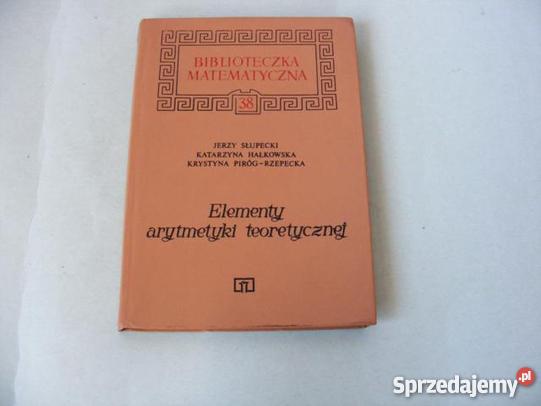 BIBLIOTECZKA
MATEMATYCZNA
38
JERZY SŁUPECKI
KATARZYNA HAŁKOWSKA
KRYSTYNA PIRÓG-RZEPECKA
Elementy
arytmetyki teoretycznej
Sprzedajemy.pl